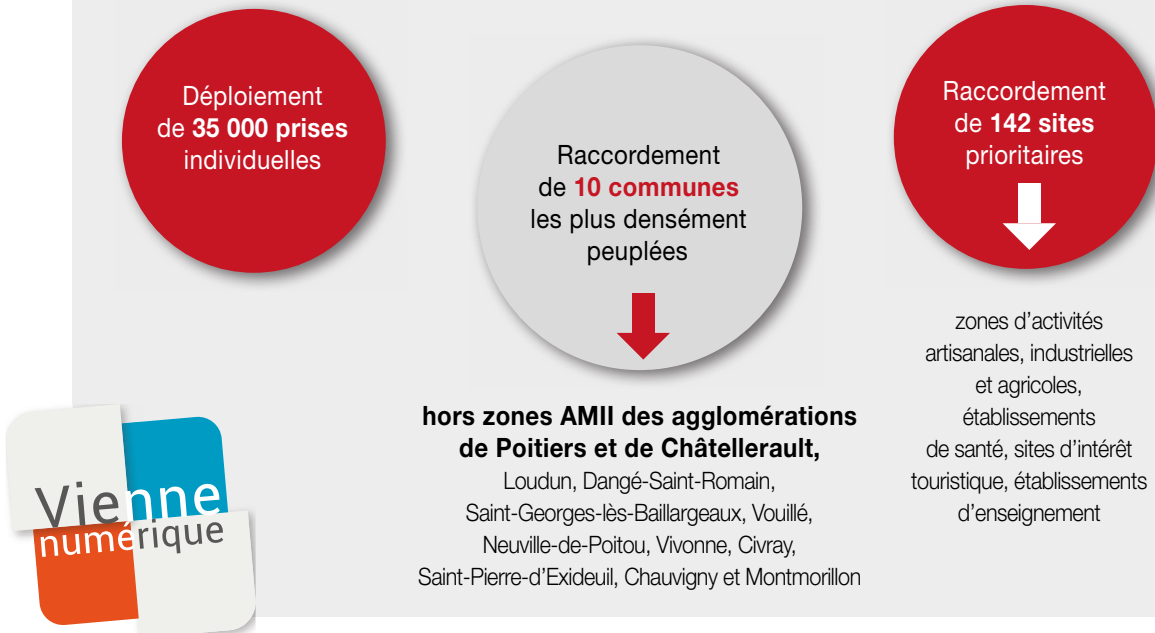 Déploiement
de 35 000 prises
individuelles
Raccordement
de 10 communes
les plus densément
peuplées
hors zones AMII des agglomérations
de Poitiers et de Châtellerault,
Loudun, Dangé-Saint-Romain,
Saint-Georges-lès-Baillargeaux, Vouillé,
Neuville-de-Poitou, Vivonne, Civray,
Saint-Pierre-d’Exideuil, Chauvigny et Montmorillon
Raccordement
de 142 sites
prioritaires
zones d’activités
artisanales, industrielles
et agricoles,
établissements
de santé, sites d’intérêt
touristique, établissements
d’enseignement
Vienne
numérique